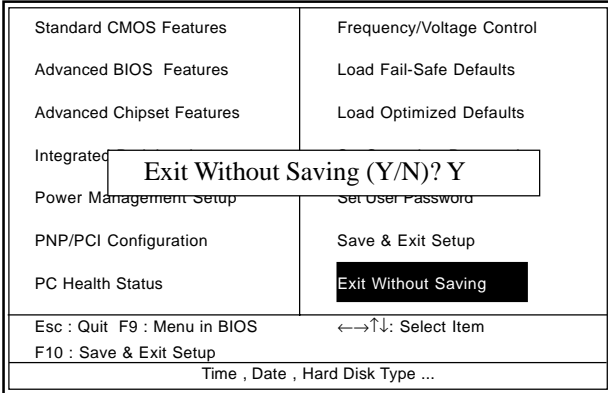 Standard CMOS Features
Frequency/Voltage Control
Advanced BIOS Features
Load Fail-Safe Defaults
Advanced Chipset Features
Load Optimized Defaults
Integrated
Exit Without Saving (Y/N)? Y
Power Management Setup
Set User Password
PNP/PCI Configuration
Save & Exit Setup
PC Health Status
Exit Without Saving
Esc : Quit F9 : Menu in BIOS
←→↑↓: Select Item
F10 : Save & Exit Setup
Time , Date , Hard Disk Type ...